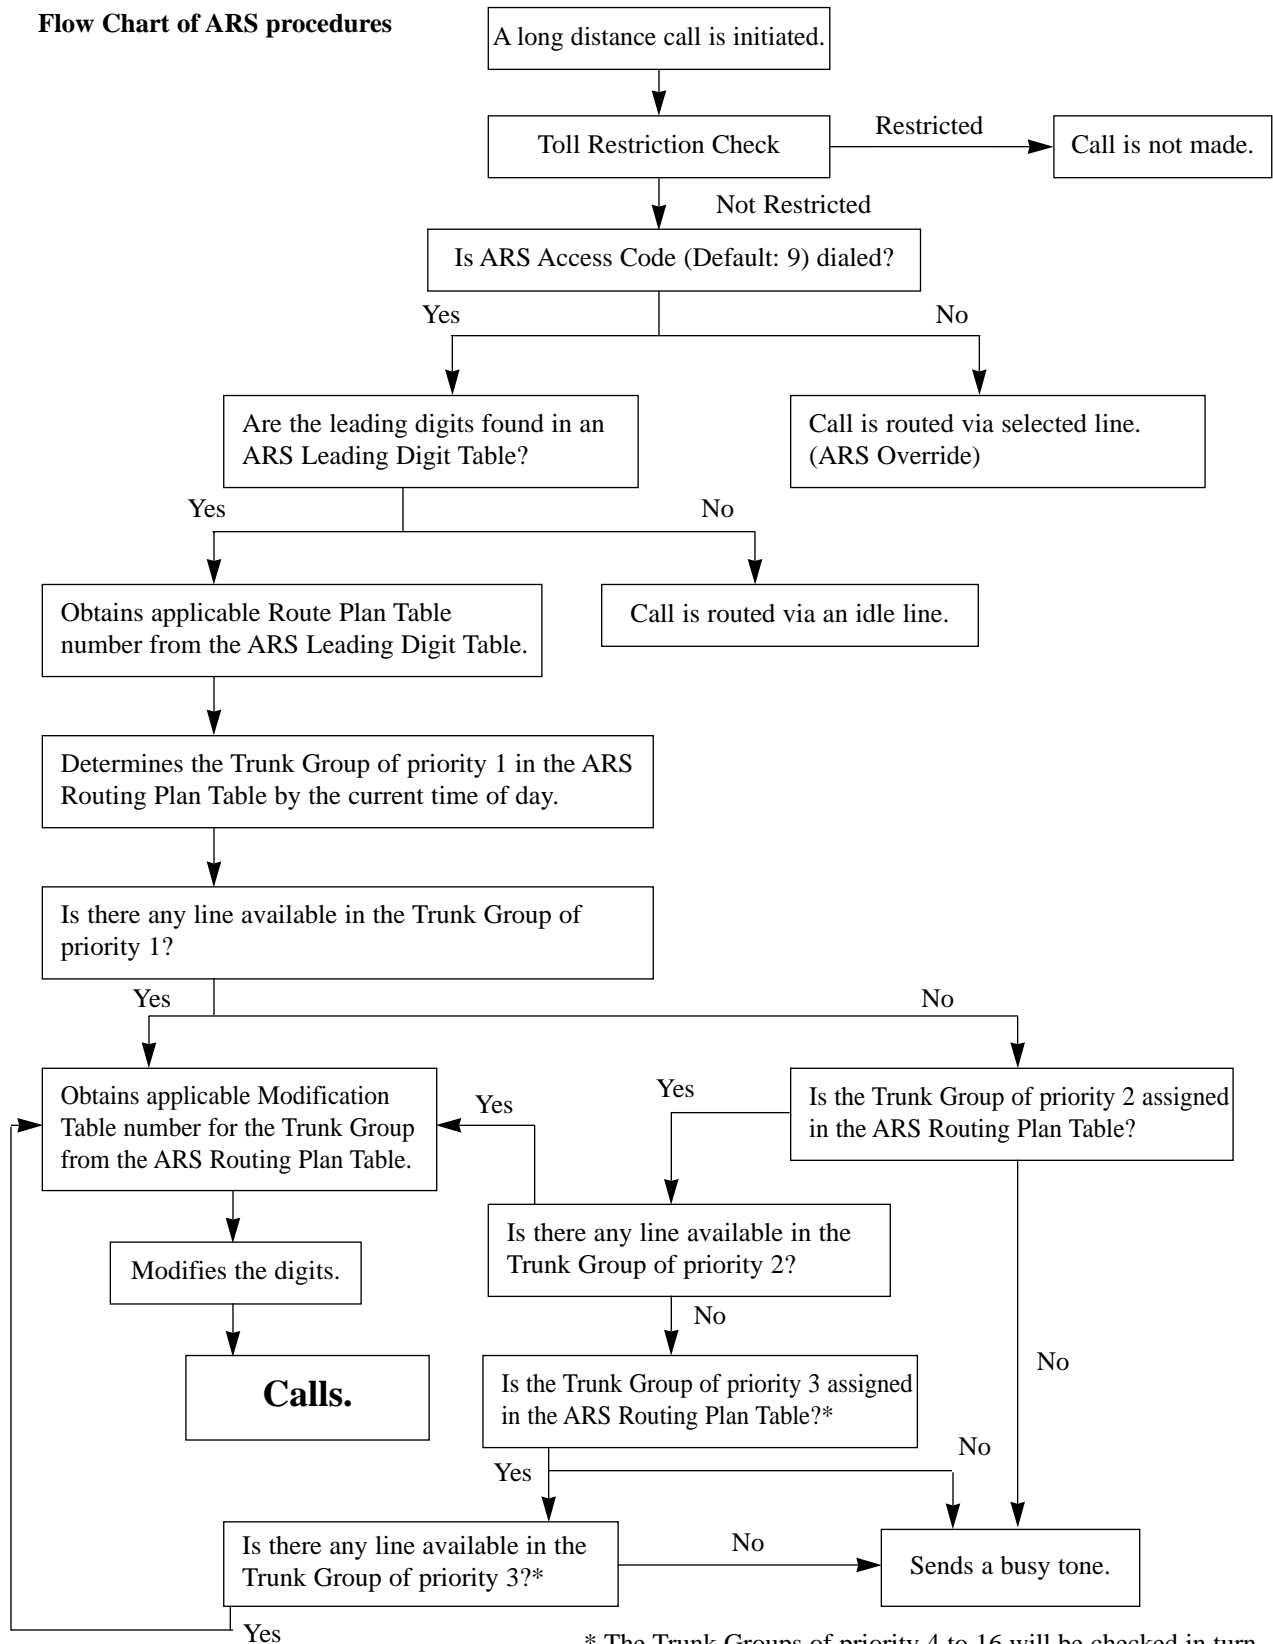 Flow Chart of ARS procedures
A long distance call is initiated.
Toll Restriction Check
Restricted
Call is not made.
Not Restricted
Is ARS Access Code (Default: 9) dialed?
Yes
No
Are the leading digits found in an
ARS Leading Digit Table?
Call is routed via selected line.
(ARS Override)
Yes
No
Obtains applicable Route Plan Table
number from the ARS Leading Digit Table.
Call is routed via an idle line.
Determines the Trunk Group of priority 1 in the ARS
Routing Plan Table by the current time of day.
Is there any line available in the Trunk Group of
priority 1?
Yes
No
Obtains applicable Modification
Table number for the Trunk Group
from the ARS Routing Plan Table.
Yes
Yes
Is the Trunk Group of priority 2 assigned
in the ARS Routing Plan Table?
Is there any line available in the
Trunk Group of priority 2?
Modifies the digits.
No
No
Calls.
Is the Trunk Group of priority 3 assigned
in the ARS Routing Plan Table?*
No
Yes
Is there any line available in the
Trunk Group of priority 3?*
No
Sends a busy tone.
Yes
* The Trunk Groups of priority 4 to 16 will be checked in turn